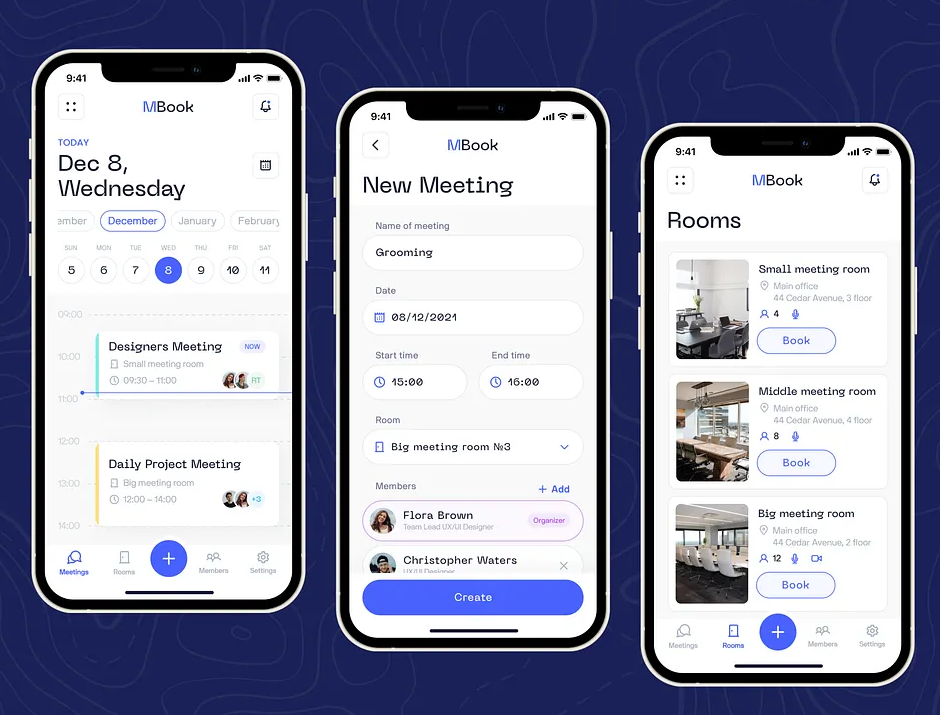 9:41
MBook
TODAY
Dec 8,
Wednesday
ember December January February
SUN MON TUE WED THU FRI SAT
5 6 7 8 9 10 11
09:00
10:00
11:00
12:00
13:00
14:00
Designers Meeting NOW
Small meeting room
09:30 – 11:00 RT
Daily Project Meeting
Big meeting room
12:00 – 14:00 +3
Meetings Rooms + Members Settings
9:41
MBook
New Meeting
Name of meeting
Grooming
Date
08/12/2021
Start time End time
15:00 16:00
Room
Big meeting room №3
Members + Add
Flora Brown
Team Lead UX/UI Designer
Organizer
Christopher Waters
UX/UI Designer
Create
9:41
MBook
Rooms
Small meeting room
Main office
44 Cedar Avenue, 3 floor
4
Book
Middle meeting room
Main office
44 Cedar Avenue, 4 floor
8
Book
Big meeting room
Main office
44 Cedar Avenue, 2 floor
12
Book
Meetings Rooms + Members Settings